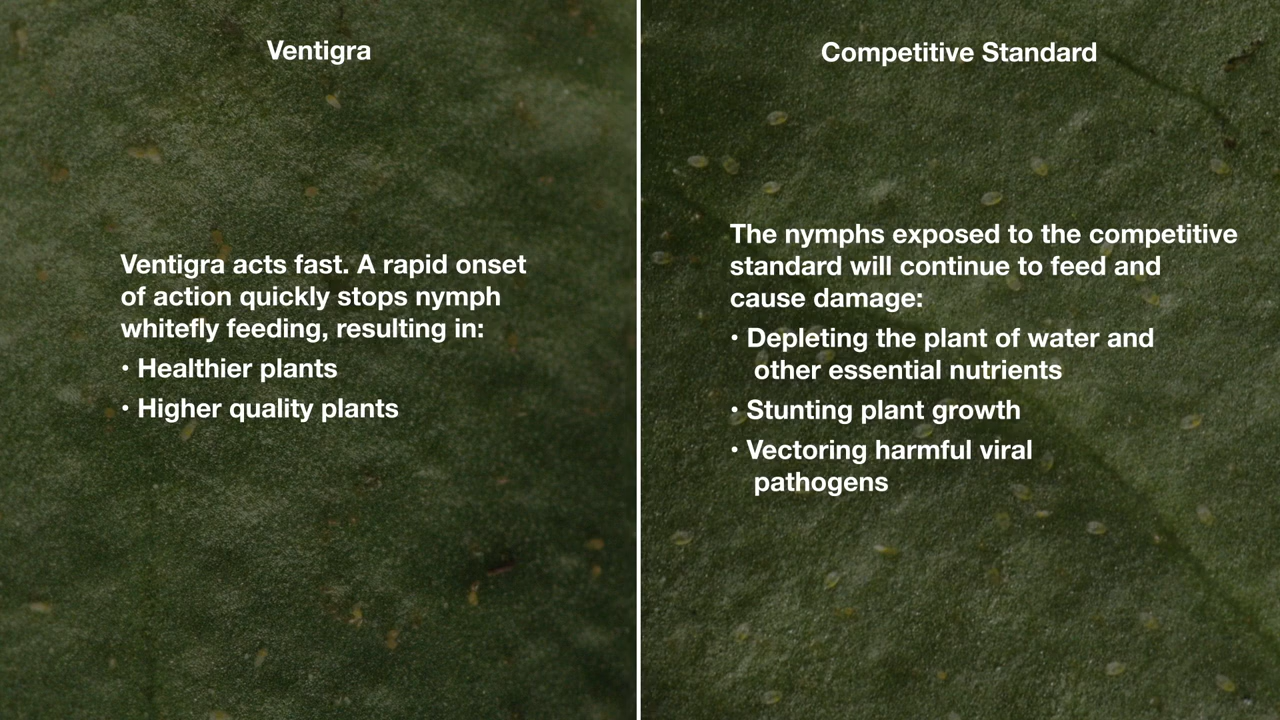 Ventigra
Ventigra acts fast. A rapid onset
of action quickly stops nymph
whitefly feeding, resulting in:
• Healthier plants
• Higher quality plants
Competitive Standard
The nymphs exposed to the competitive
standard will continue to feed and
cause damage:
• Depleting the plant of water and
other essential nutrients
• Stunting plant growth
• Vectoring harmful viral
pathogens